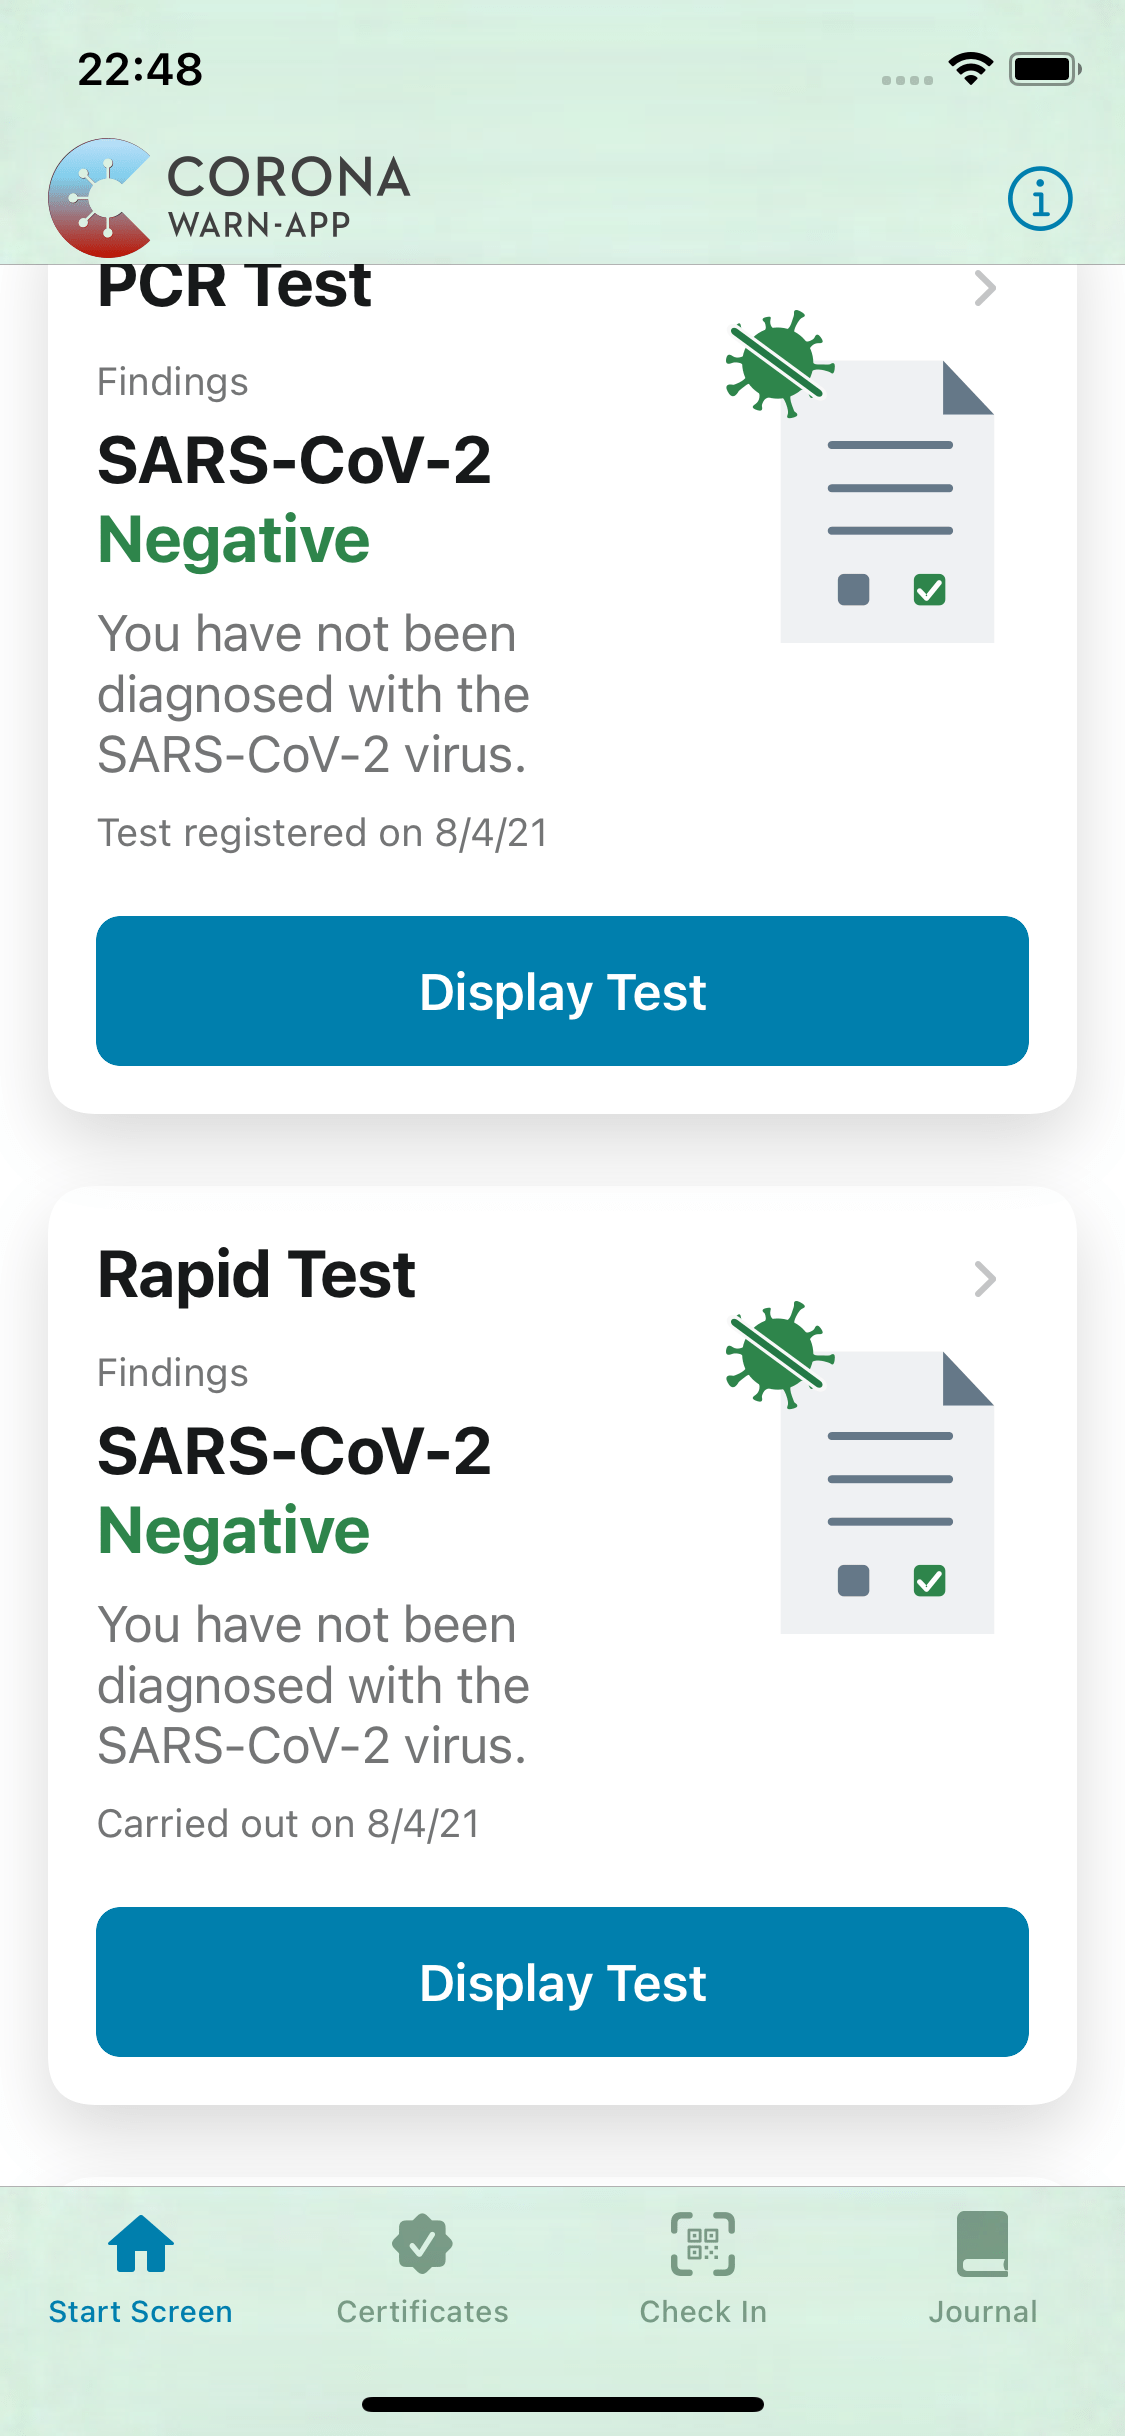 22:48
CORONA
WARN-APP
PCR Test
Findings
SARS-CoV-2
Negative
You have not been
diagnosed with the
SARS-CoV-2 virus.
Test registered on 8/4/21
Display Test
Rapid Test
Findings
SARS-CoV-2
Negative
You have not been
diagnosed with the
SARS-CoV-2 virus.
Carried out on 8/4/21
Display Test
Start Screen
Certificates
Check In
Journal